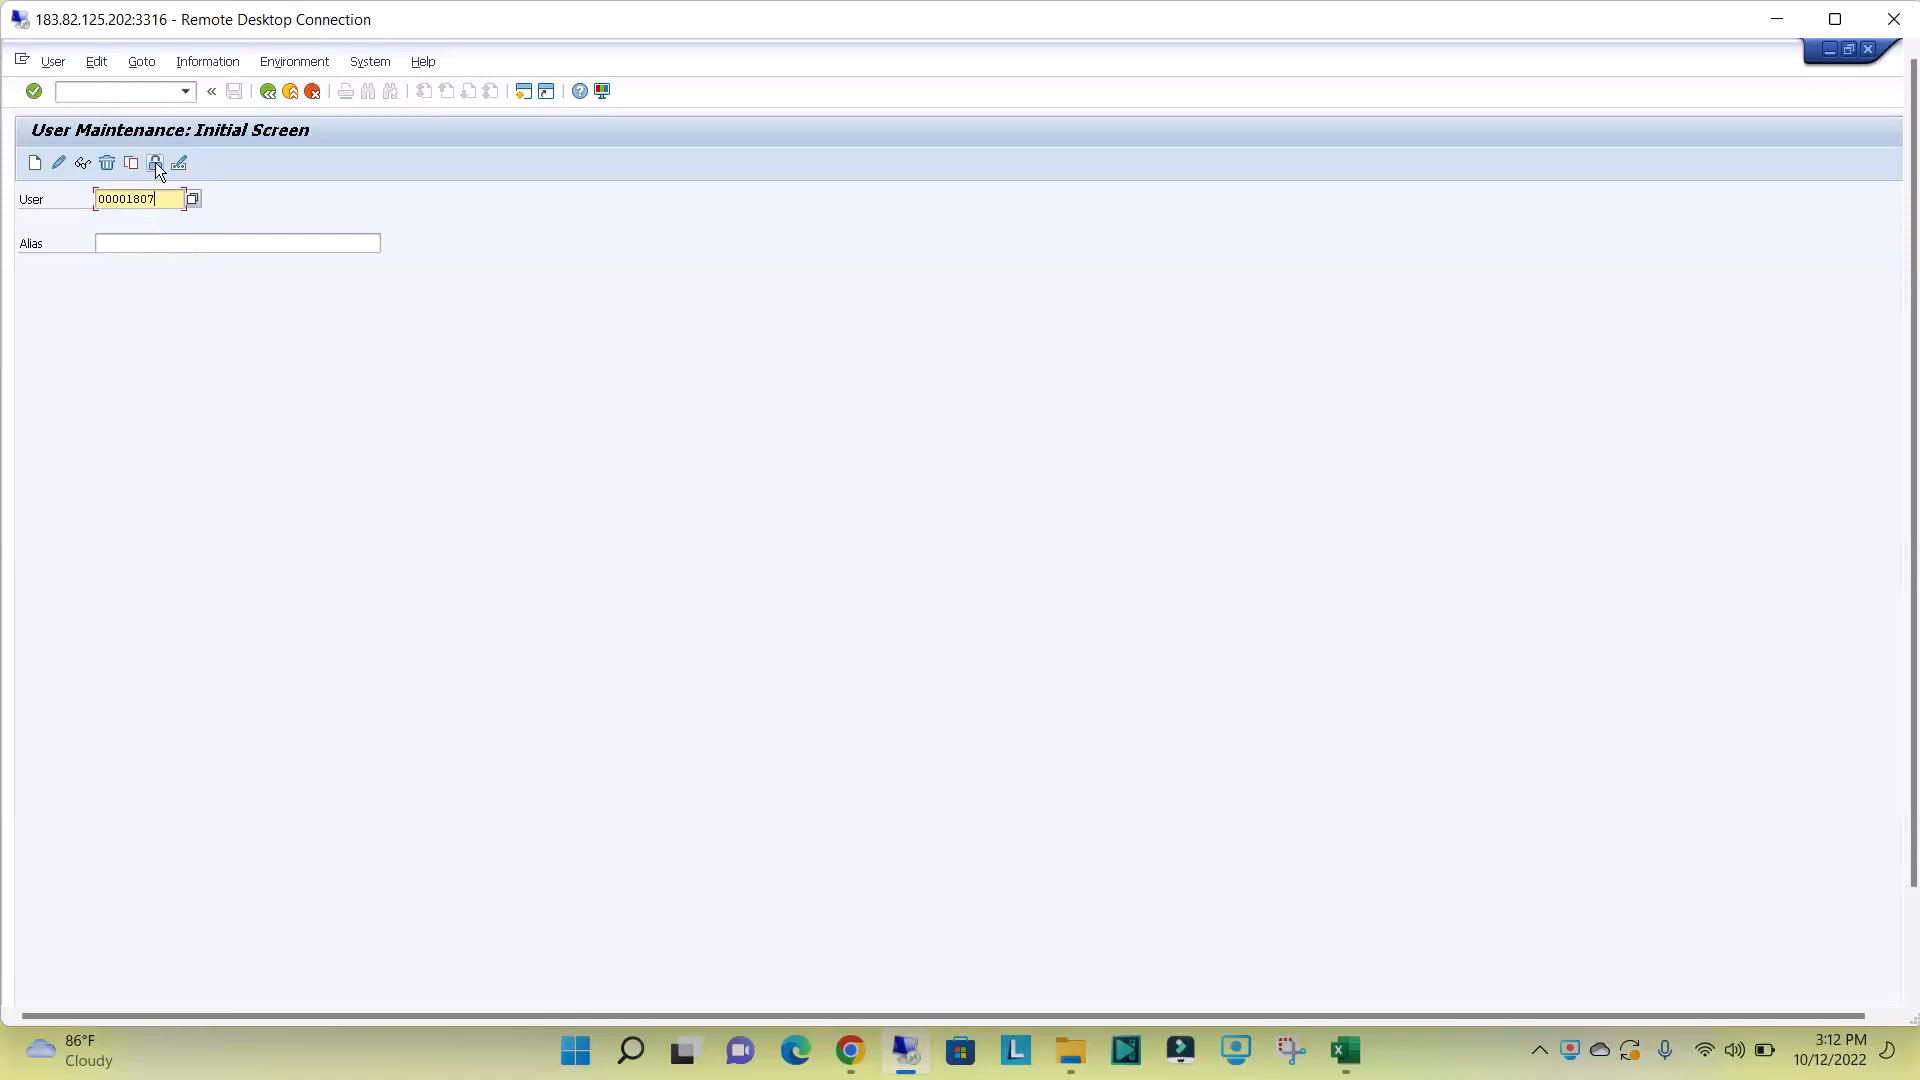 183.82.125.202:3316 - Remote Desktop Connection
User Edit Goto Information Environment System Help
User Maintenance: Initial Screen
User 00001807
Alias
86°F
Cloudy
3:12 PM
10/12/2022